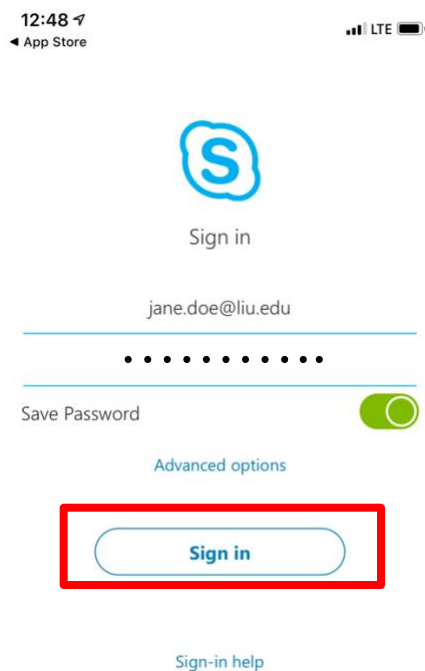 12:48
App Store
LTE
S
Sign in
jane.doe@liu.edu
• • • • • • • • • • •
Save Password
Advanced options
Sign in
Sign-in help